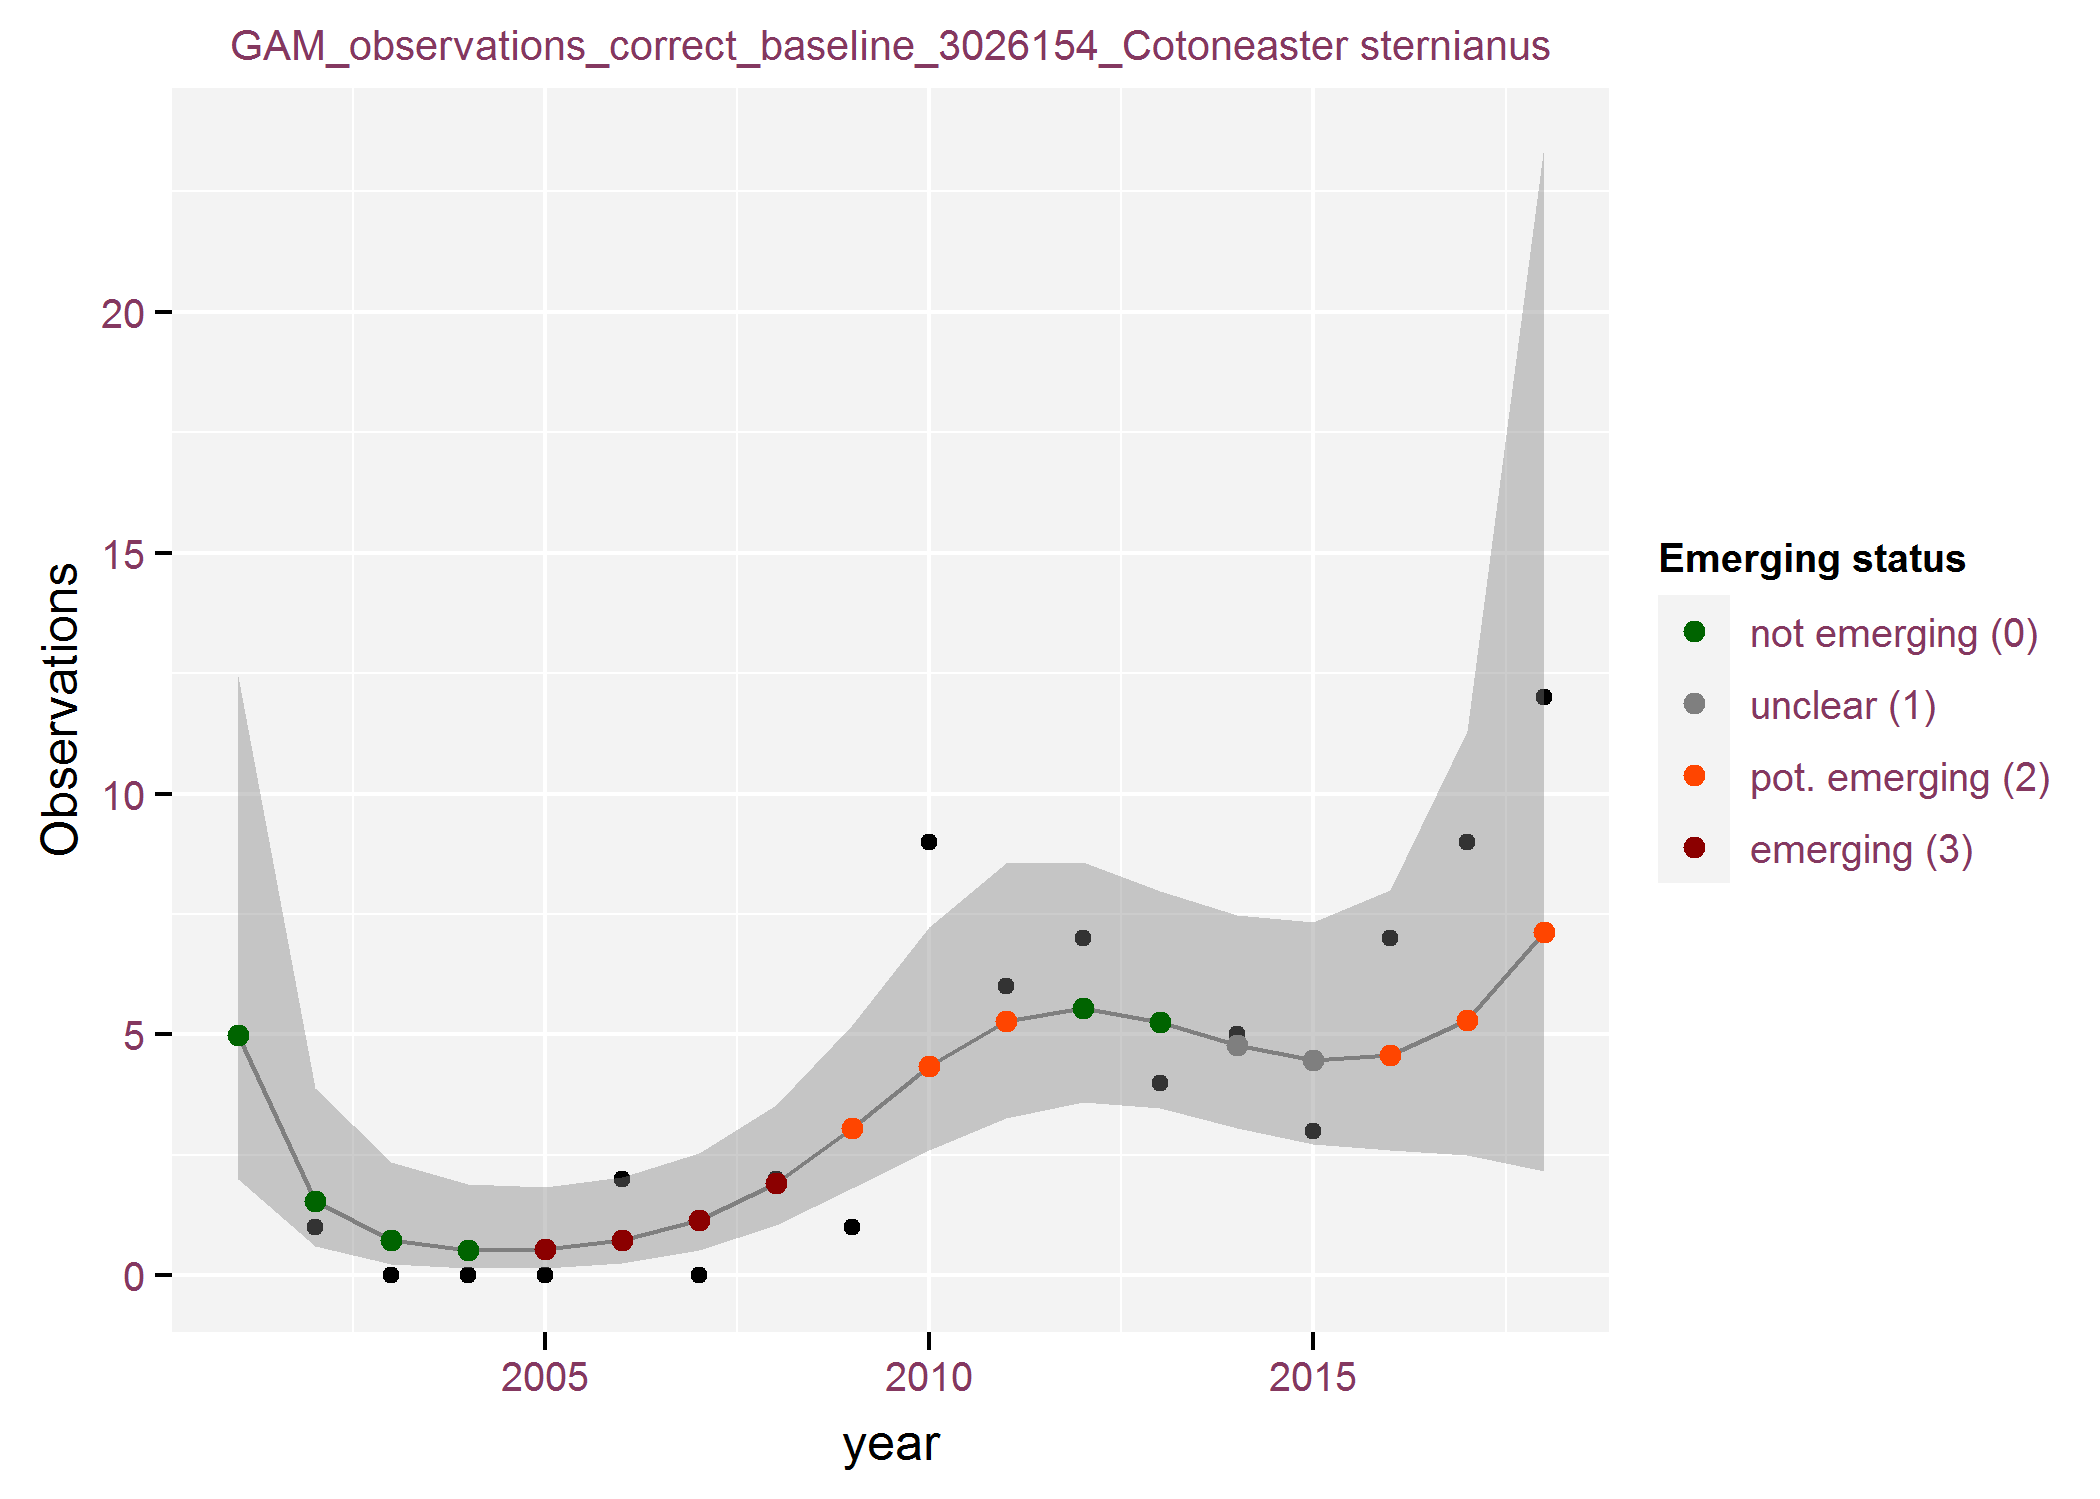 GAM_observations_correct_baseline_3026154_Cotoneaster sternianus
Observations
20
15
10
5
0
2005
2010
2015
year
Emerging status
not emerging (0)
unclear (1)
pot. emerging (2)
emerging (3)